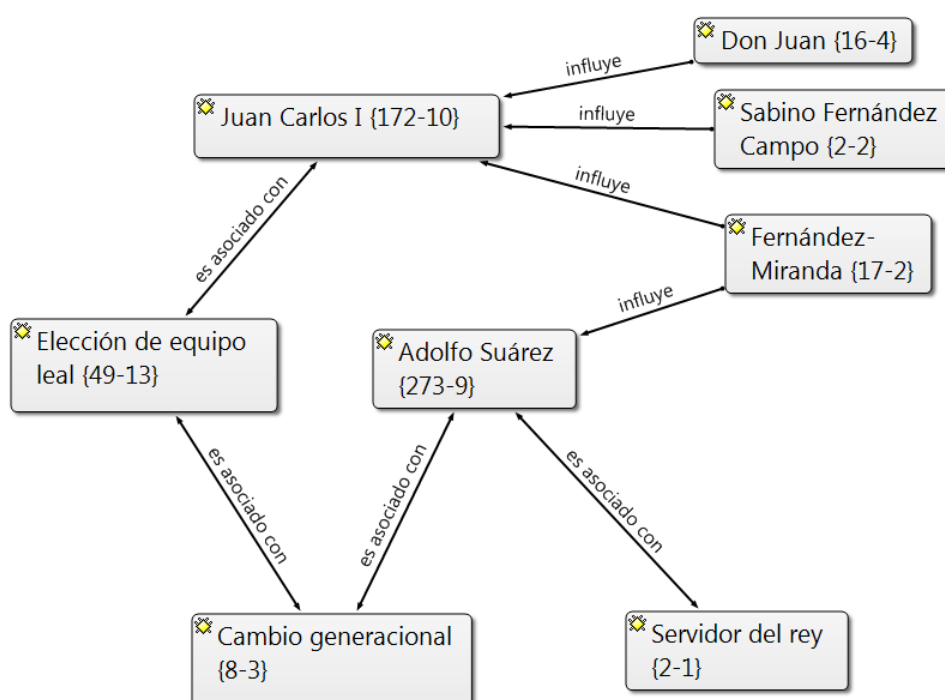 Don Juan {16-4}
influye
Juan Carlos I {172-10}
influye
Sabino Fernández
Campo {2-2}
influye
es asociado con
Fernández-
Miranda {17-2}
influye
Elección de equipo
leal {49-13}
Adolfo Suárez
{273-9}
es asociado con
es asociado con
es asociado con
Cambio generacional
{8-3}
Servidor del rey
{2-1}